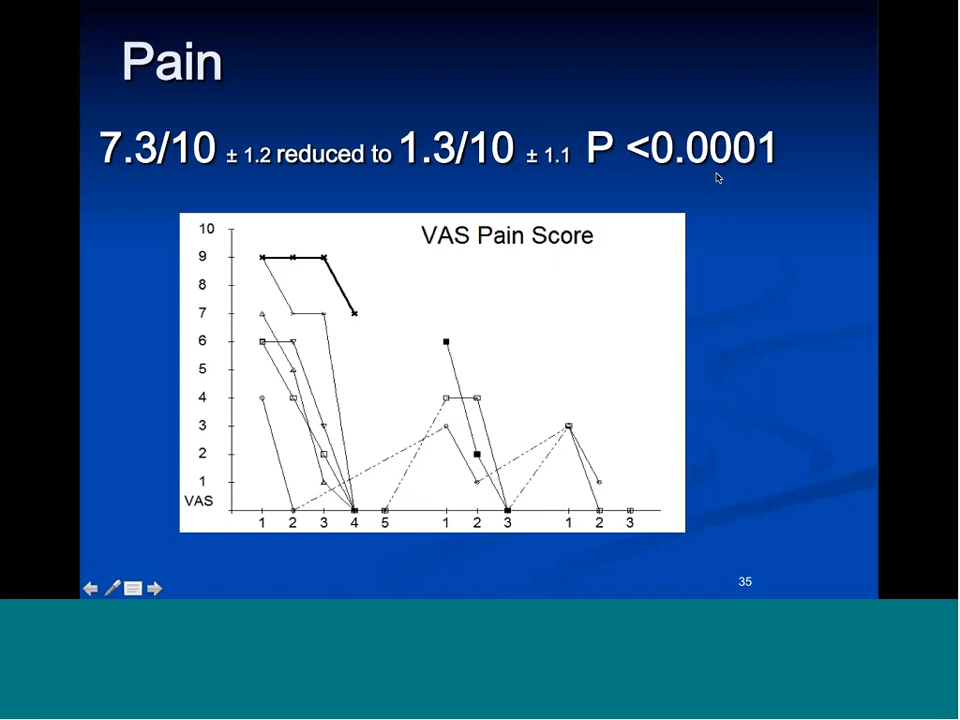 Pain
7.3/10 ± 1.2 reduced to 1.3/10 ± 1.1 P <0.0001
VAS Pain Score
10
9
8
7
6
5
4
3
2
1
VAS
1 2 3 4 5 1 2 3 1 2 3
35